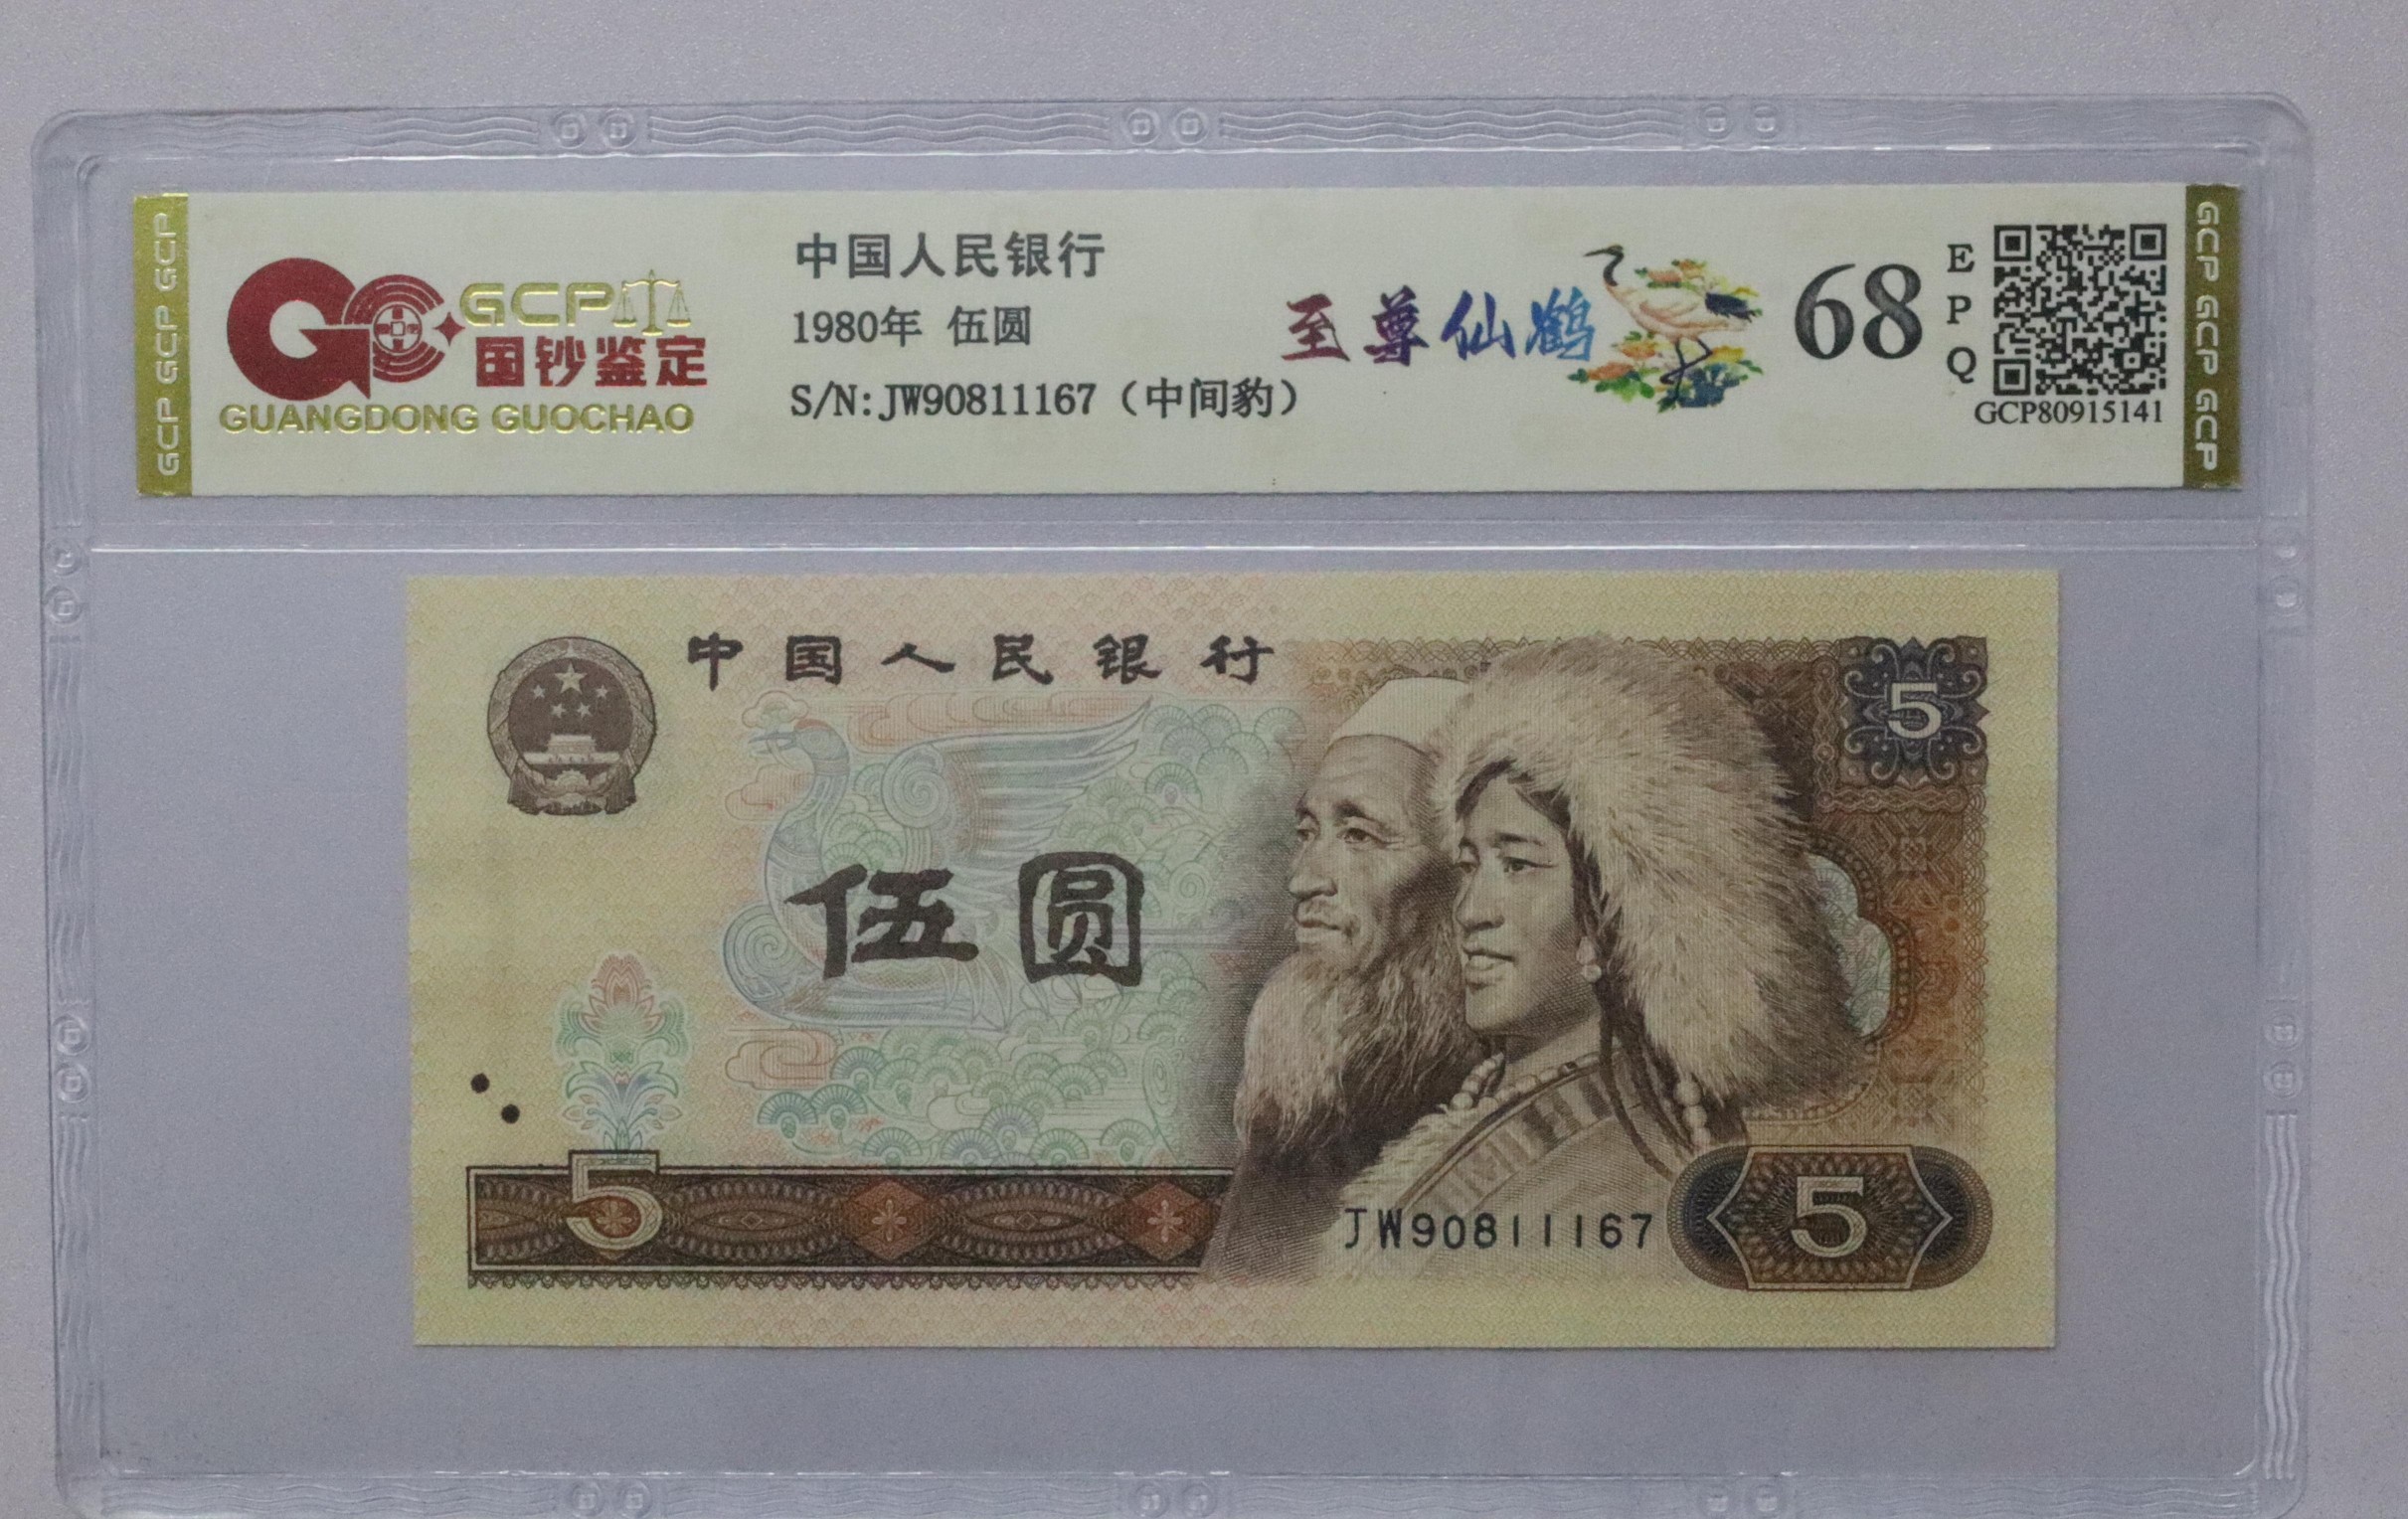 GCP GCP GCP
GCP
国钞鉴定
GUANGDONG GUOCHAO
中国人民银行
1980年 伍圆
S/N:JW90811167（中间豹）
至尊仙鹤
68
E
P
Q
GCP80915141
GCP GCP GCP
中国人民银行
5
伍圆
5
JW90811167
5